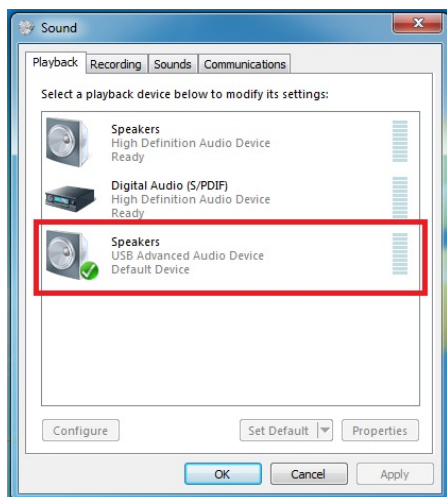 Sound
Playback Recording Sounds Communications
Select a playback device below to modify its settings:
Speakers
High Definition Audio Device
Ready
Digital Audio (S/PDIF)
High Definition Audio Device
Ready
Speakers
USB Advanced Audio Device
Default Device
Configure Set Default Properties
OK Cancel Apply